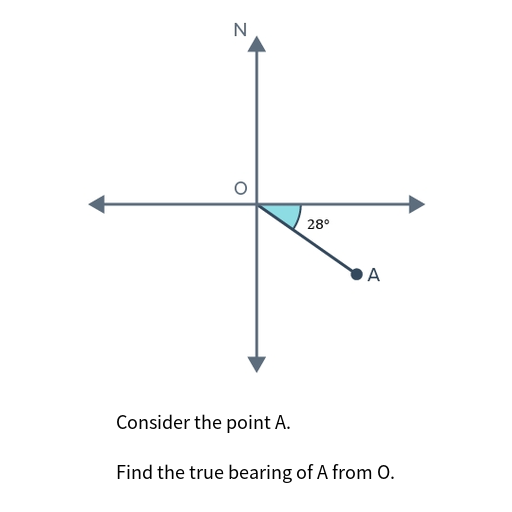 N
O
28°
A
Consider the point A.
Find the true bearing of A from O.